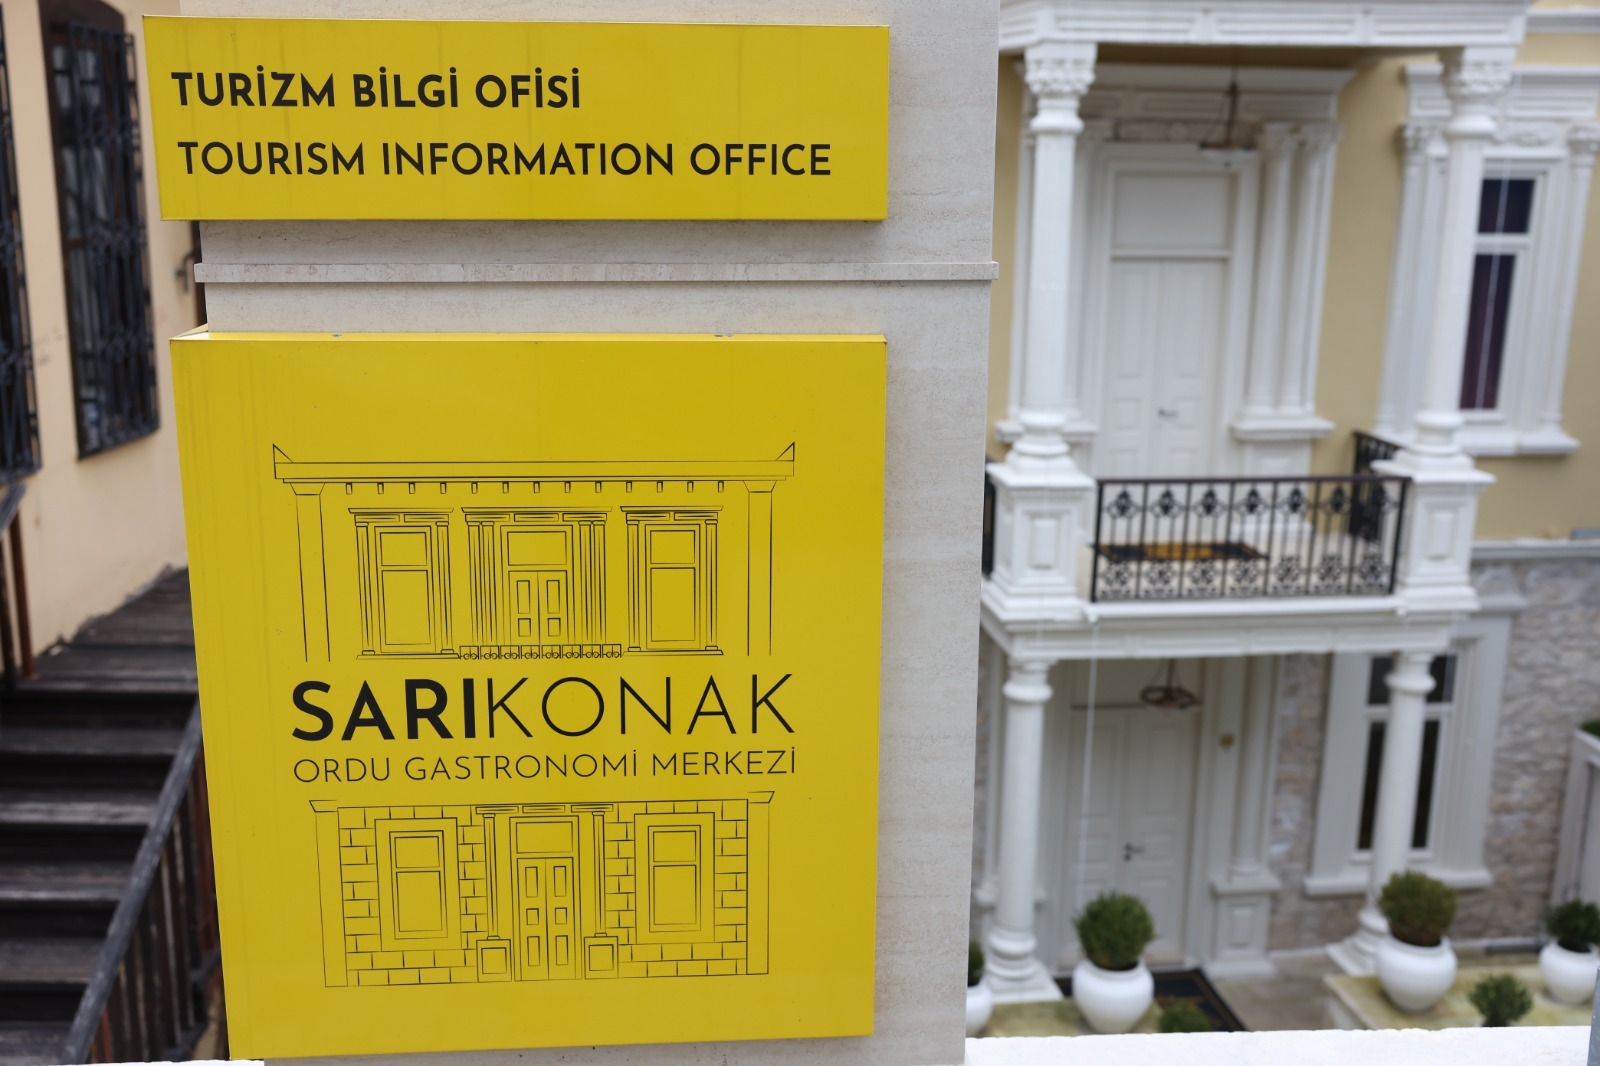 TURİZM BİLGİ OFİSİ
TOURISM INFORMATION OFFICE
SARIKONAK
ORDU GASTRONOMİ MERKEZİ